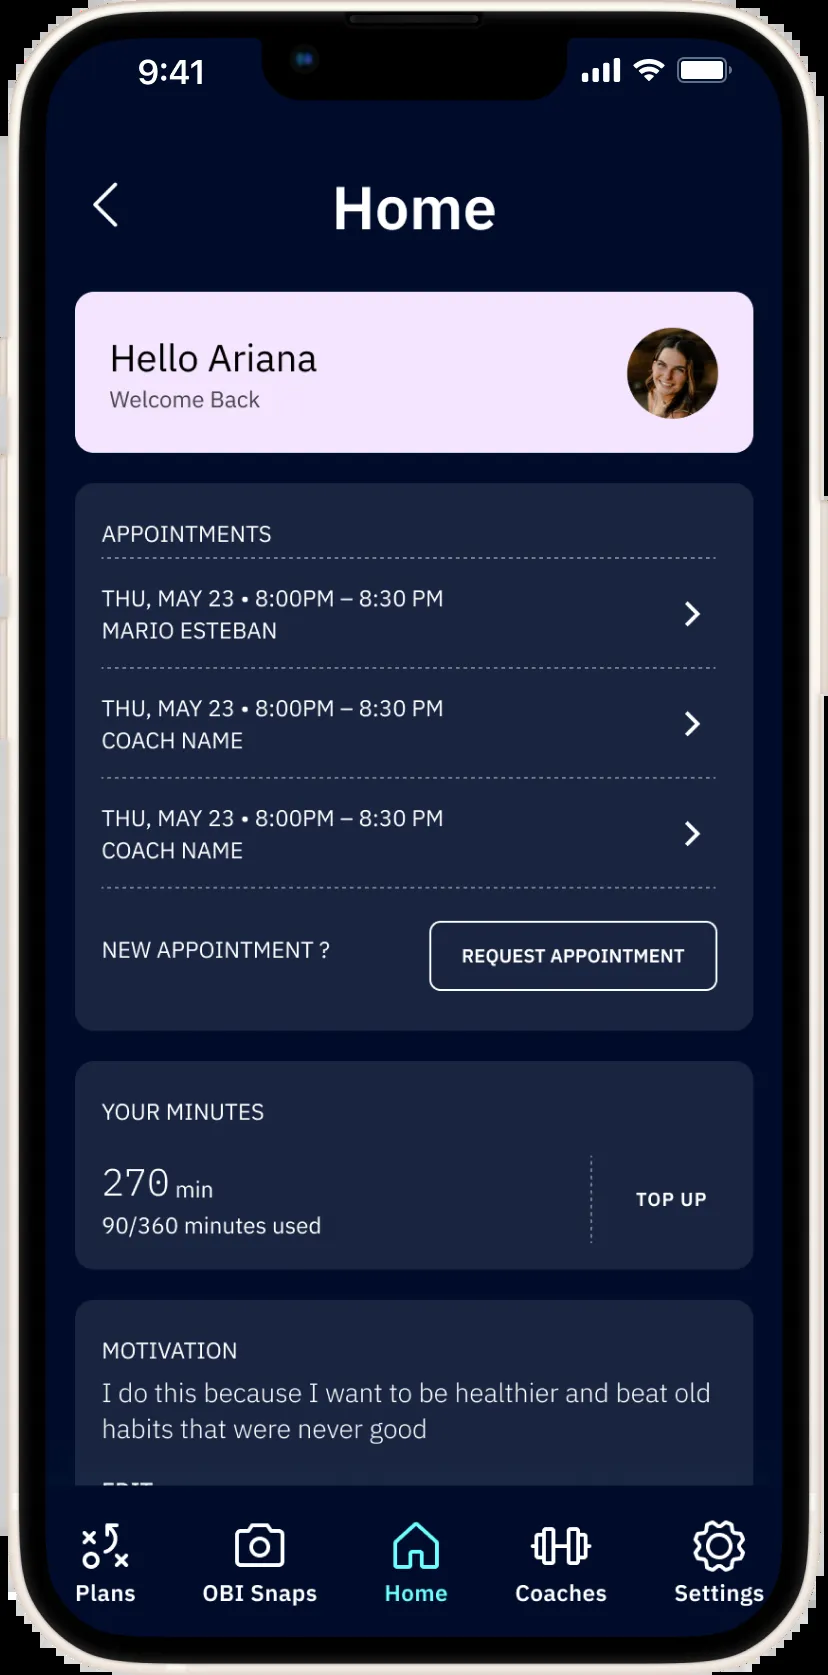 9:41
Home
Hello Ariana
Welcome Back
APPOINTMENTS
THU, MAY 23 • 8:00PM – 8:30 PM
MARIO ESTEBAN
THU, MAY 23 • 8:00PM – 8:30 PM
COACH NAME
THU, MAY 23 • 8:00PM – 8:30 PM
COACH NAME
NEW APPOINTMENT ?
REQUEST APPOINTMENT
YOUR MINUTES
270 min
90/360 minutes used
TOP UP
MOTIVATION
I do this because I want to be healthier and beat old
habits that were never good
Plans
OBI Snaps
Home
Coaches
Settings